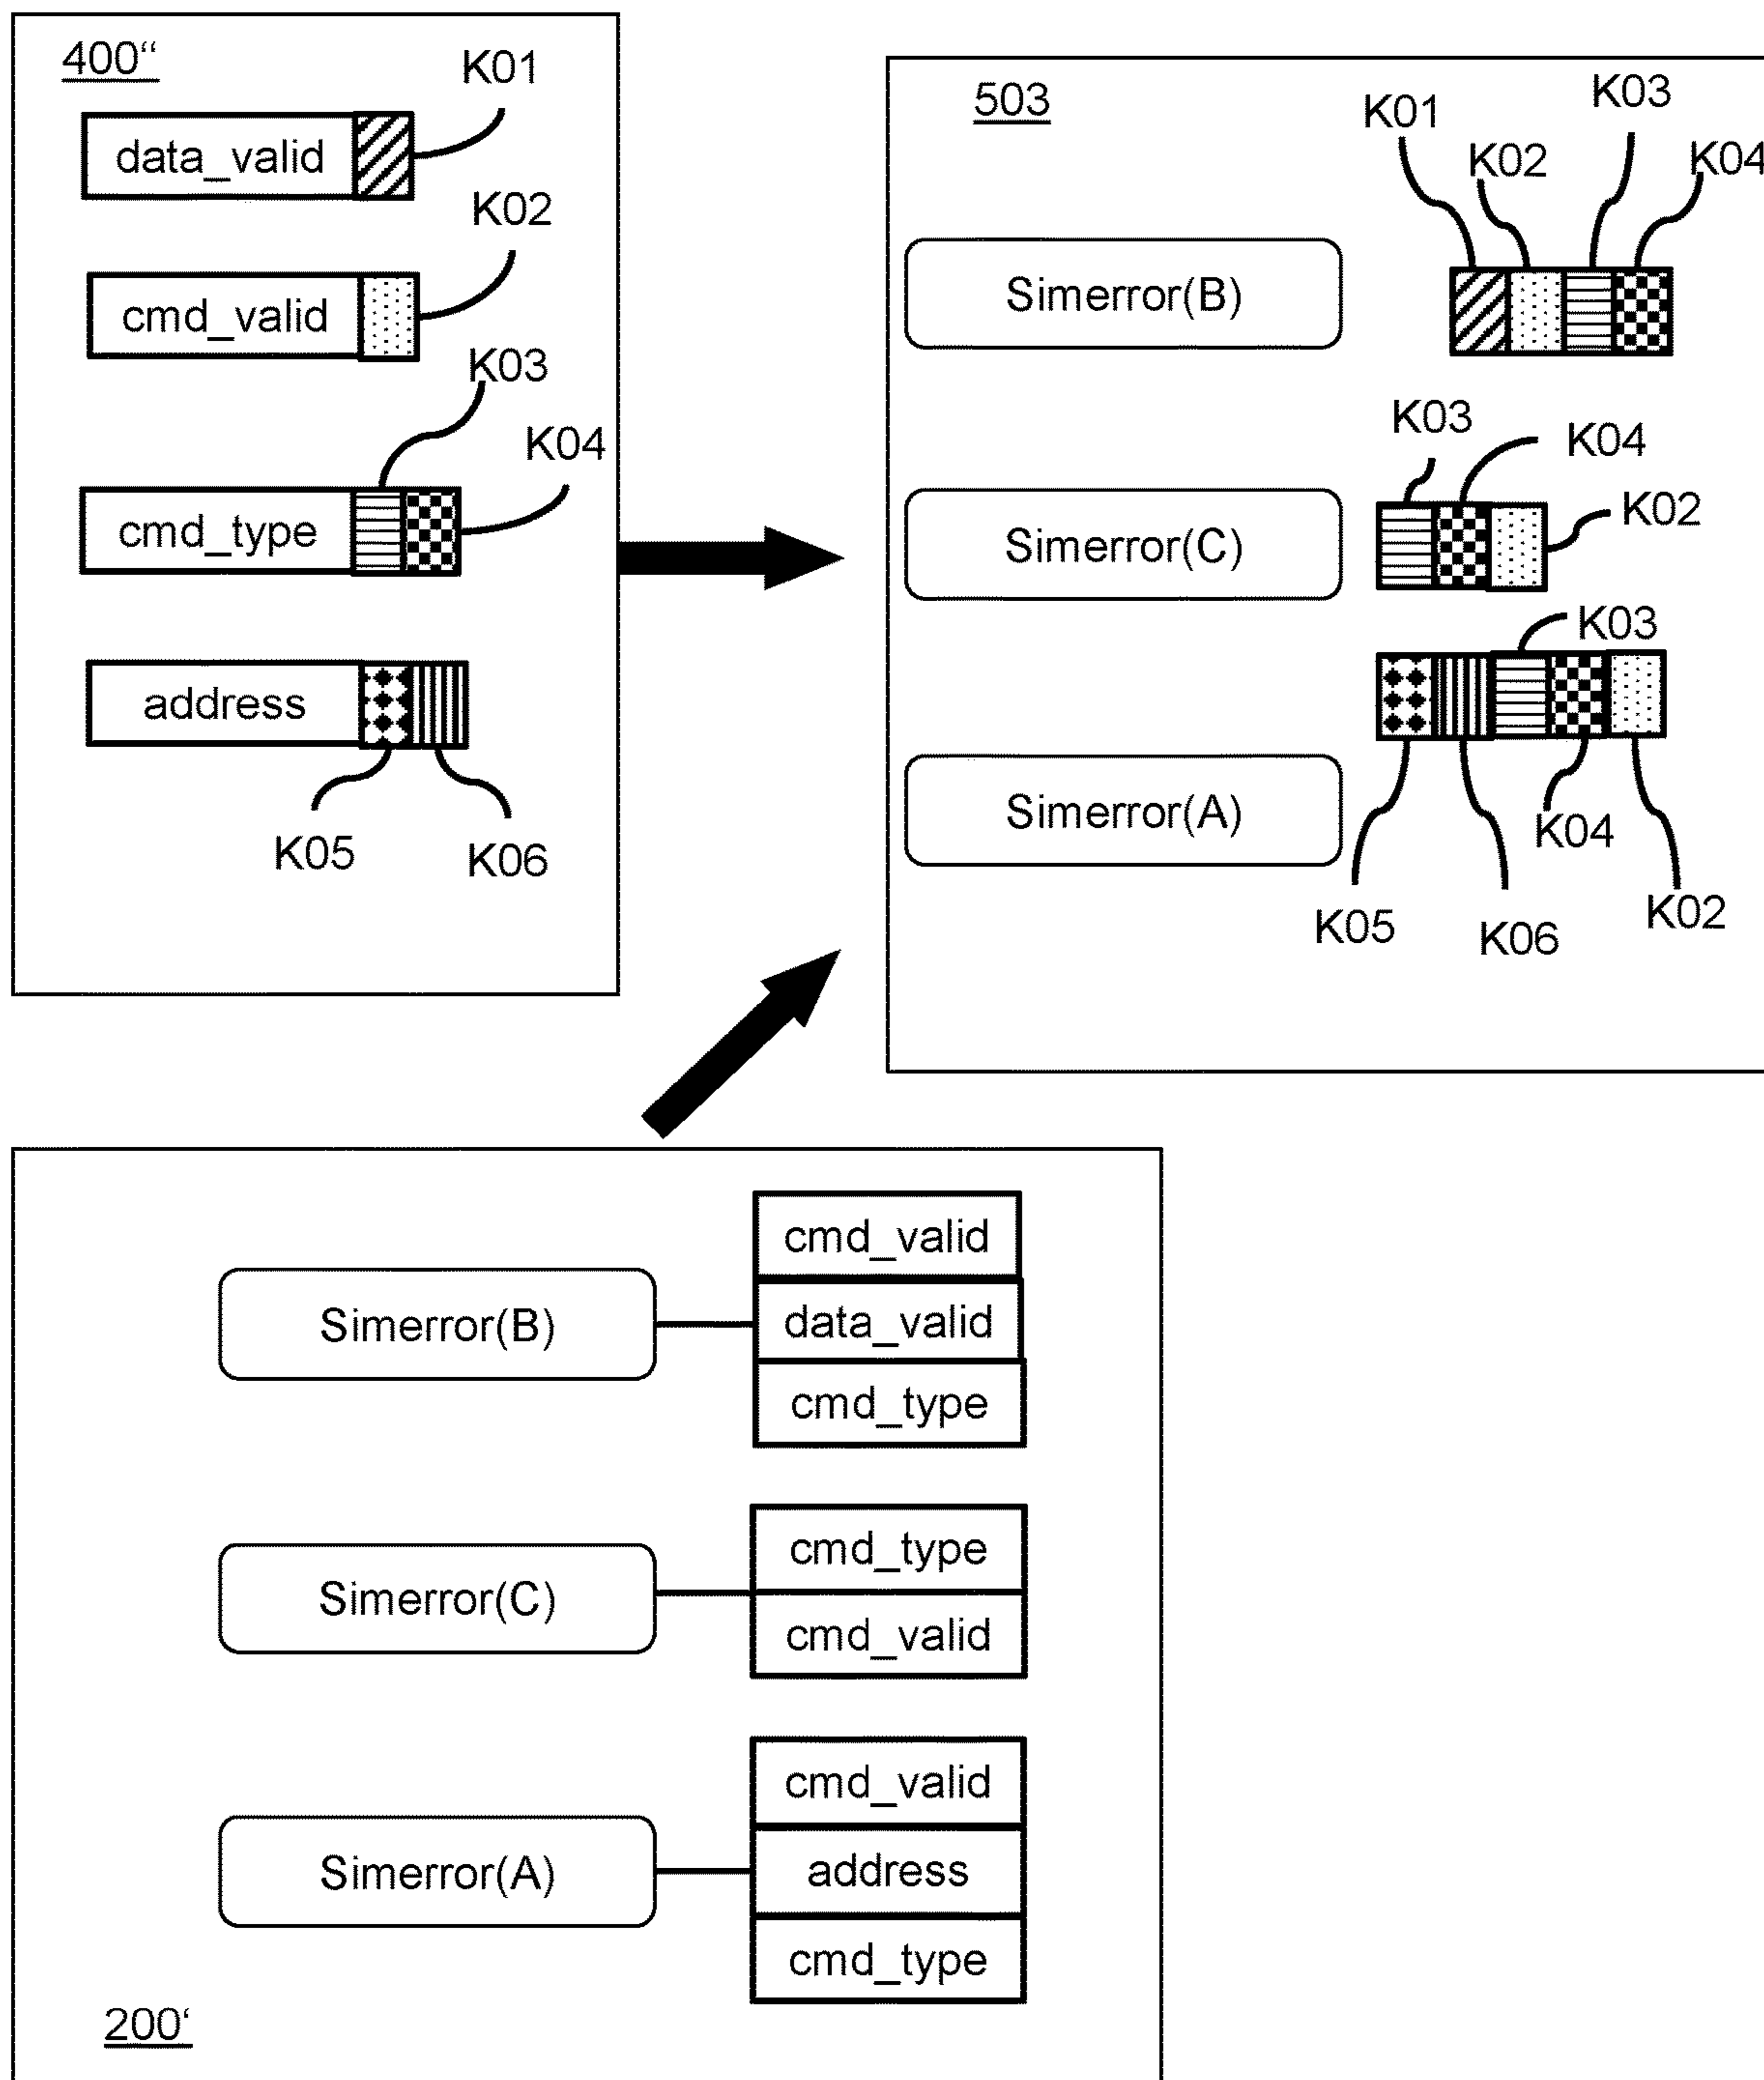 400“
K01
data_valid
K02
cmd_valid
K03
K04
cmd_type
address
K05
K06
503
K01
K02
K03
K04
Simerror(B)
K03
K04
K02
Simerror(C)
K03
Simerror(A)
K04
K05
K06
K02
cmd_valid
Simerror(B)
data_valid
cmd_type
cmd_type
Simerror(C)
cmd_valid
cmd_valid
Simerror(A)
address
cmd_type
200‘